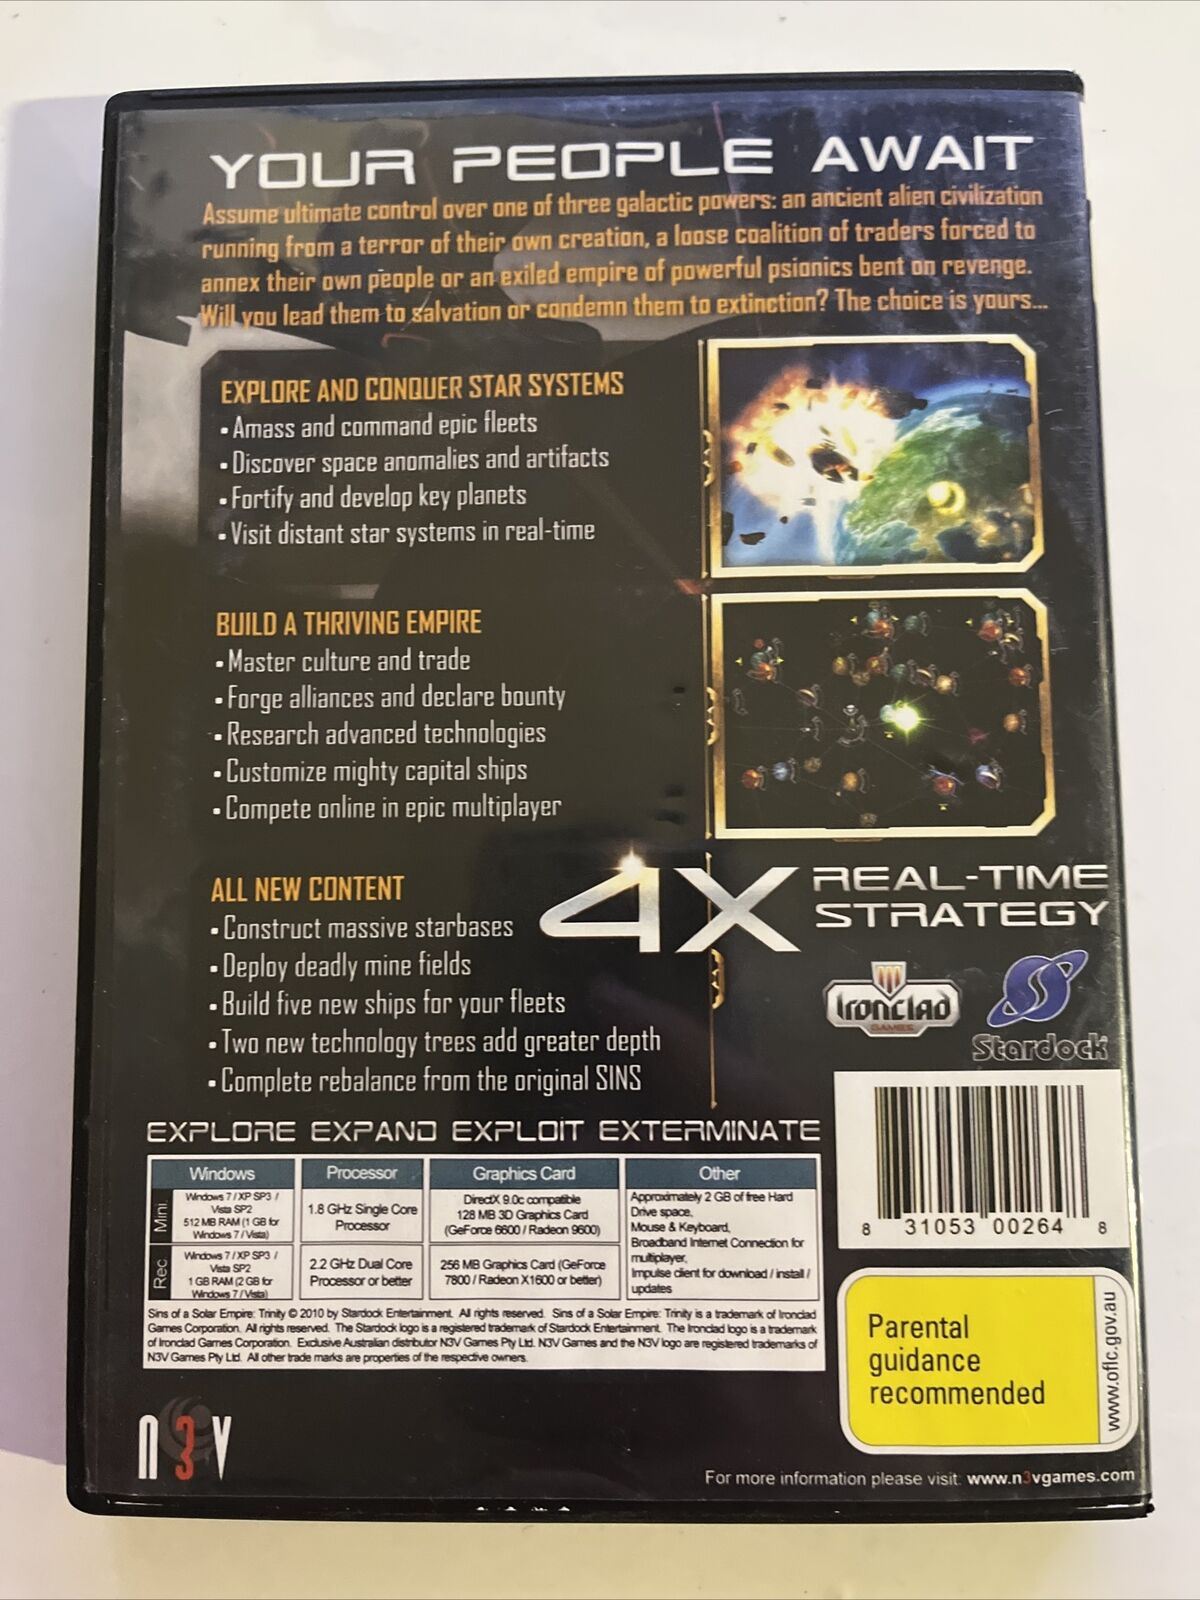 YOUR PEOPLE AWAIT
Assume ultimate control over one of three galactic powers: an ancient alien civilization
running from a terror of their own creation, a loose coalition of traders forced to
annex their own people or an exiled empire of powerful psionics bent on revenge.
Will you lead them to salvation or condemn them to extinction? The choice is yours...
EXPLORE AND CONQUER STAR SYSTEMS
• Amass and command epic fleets
• Discover space anomalies and artifacts
• Fortify and develop key planets
• Visit distant star systems in real-time
BUILD A THRIVING EMPIRE
• Master culture and trade
• Forge alliances and declare bounty
• Research advanced technologies
• Customize mighty capital ships
• Compete online in epic multiplayer
ALL NEW CONTENT
• Construct massive starbases
• Deploy deadly mine fields
• Build five new ships for your fleets
• Two new technology trees add greater depth
• Complete rebalance from the original SINS
4X REAL-TIME
STRATEGY
Ironclad
GAMES
Stardock
EXPLORE EXPAND EXPLOIT EXTERMINATE
Windows
Processor
Graphics Card
Other
Mini.
Windows 7 / XP SP3 /
Vista SP2
512 MB RAM (1 GB for
Windows 7 / Vista)
1.8 GHz Single Core
Processor
DirectX 9.0c compatible
128 MB 3D Graphics Card
(GeForce 6600 / Radeon 9600)
Approximately 2 GB of free Hard
Drive space,
Mouse & Keyboard,
Broadband Internet Connection for
multiplayer,
Impulse client for download / install /
updates
Rec.
Windows 7 / XP SP3 /
Vista SP2
1 GB RAM (2 GB for
Windows 7 / Vista)
2.2 GHz Dual Core
Processor or better
256 MB Graphics Card (GeForce
7800 / Radeon X1600 or better)
Sins of a Solar Empire: Trinity © 2010 by Stardock Entertainment. All rights reserved. Sins of a Solar Empire: Trinity is a trademark of Ironclad
Games Corporation. All rights reserved. The Stardock logo is a registered trademark of Stardock Entertainment. The Ironclad logo is a trademark
of Ironclad Games Corporation. Exclusive Australian distributor N3V Games Pty Ltd. N3V Games and the N3V logo are registered trademarks of
N3V Games Pty Ltd. All other trade marks are properties of the respective owners.
8 31053 00264 8
Parental
guidance
recommended
www.oflc.gov.au
n3v
For more information please visit: www.n3vgames.com